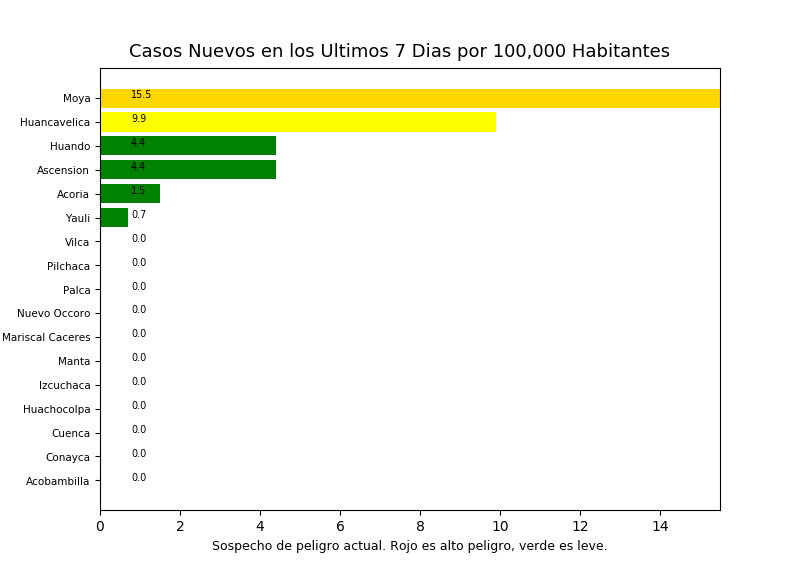 Casos Nuevos en los Ultimos 7 Dias por 100,000 Habitantes
Moya 15.5
Huancavelica 9.9
Huando 4.4
Ascension 4.4
Acoria 1.5
Yauli 0.7
Vilca 0.0
Pilchaca 0.0
Palca 0.0
Nuevo Occoro 0.0
Mariscal Caceres 0.0
Manta 0.0
Izcuchaca 0.0
Huachocolpa 0.0
Cuenca 0.0
Conayca 0.0
Acobambilla 0.0
0 2 4 6 8 10 12 14
Sospecho de peligro actual. Rojo es alto peligro, verde es leve.